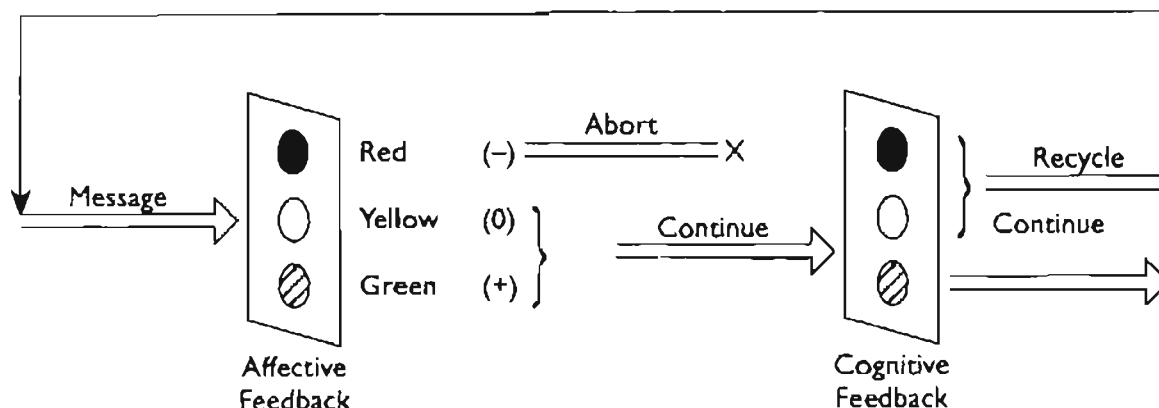 Message
Red (–) Abort X
Yellow (0)
Green (+)
Continue
Recycle
Continue
Affective
Feedback
Cognitive
Feedback